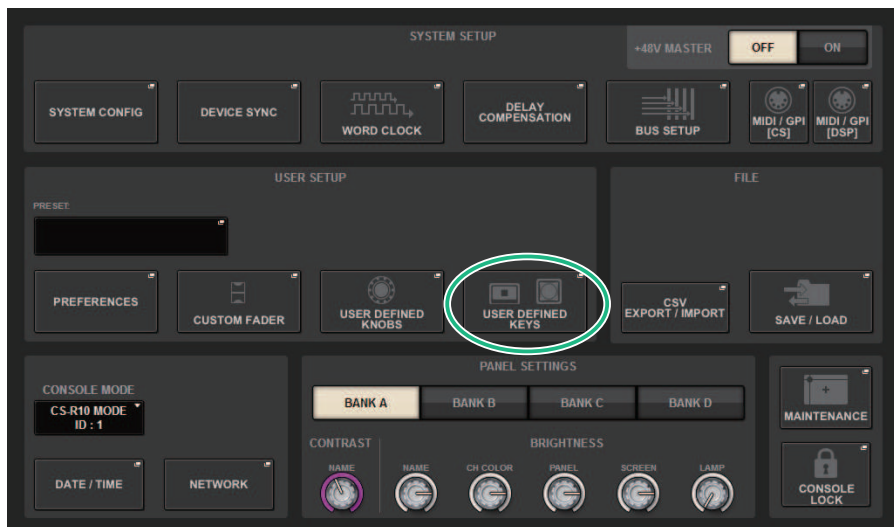 SYSTEM SETUP
+48V MASTER
OFF
ON
SYSTEM CONFIG
DEVICE SYNC
WORD CLOCK
DELAY
COMPENSATION
BUS SETUP
MIDI / GPI
[CS]
MIDI / GPI
[DSP]
USER SETUP
PRESET
PREFERENCES
CUSTOM FADER
USER DEFINED
KNOBS
USER DEFINED
KEYS
FILE
CSV
EXPORT / IMPORT
SAVE / LOAD
CONSOLE MODE
CS-R10 MODE
ID : 1
DATE / TIME
NETWORK
PANEL SETTINGS
BANK A
BANK B
BANK C
BANK D
CONTRAST
BRIGHTNESS
NAME
NAME
CH COLOR
PANEL
SCREEN
LAMP
MAINTENANCE
CONSOLE
LOCK